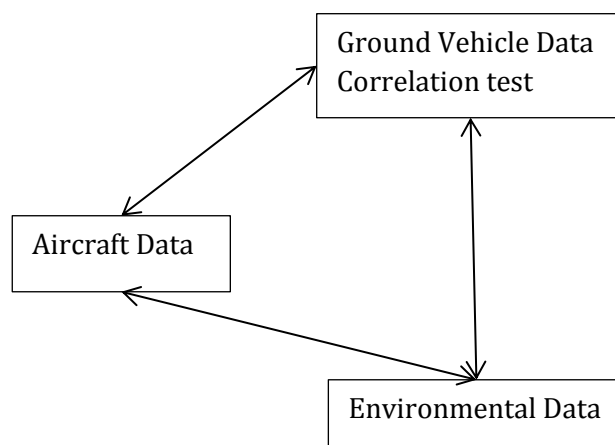 Ground Vehicle Data
Correlation test
Aircraft Data
Environmental Data